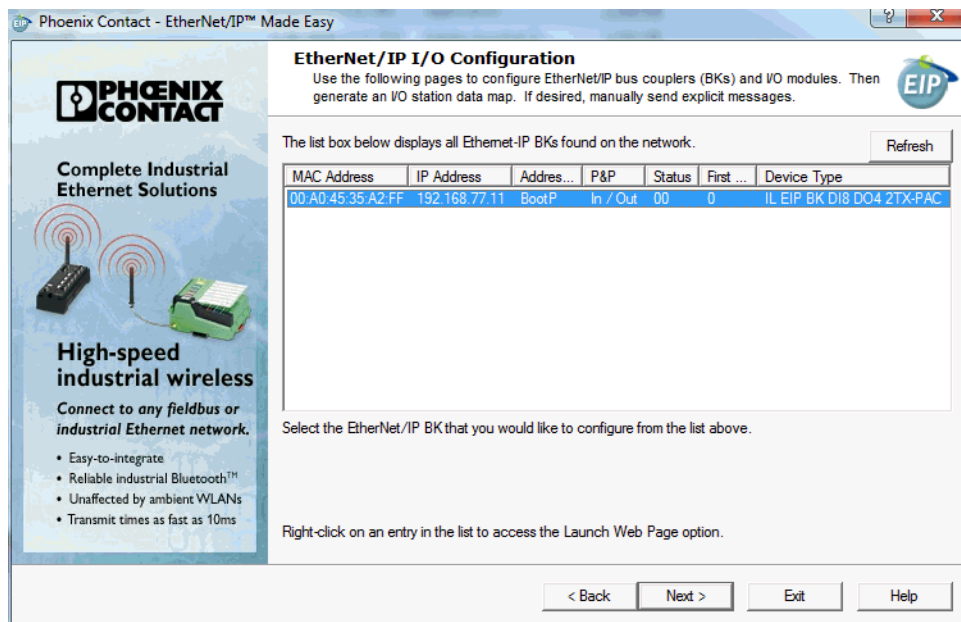 EIP Phoenix Contact - EtherNet/IP™ Made Easy
? X
PHŒNIX
CONTACT
Complete Industrial
Ethernet Solutions
High-speed
industrial wireless
Connect to any fieldbus or
industrial Ethernet network.
• Easy-to-integrate
• Reliable industrial Bluetooth™
• Unaffected by ambient WLANs
• Transmit times as fast as 10ms
EtherNet/IP I/O Configuration
Use the following pages to configure EtherNet/IP bus couplers (BKs) and I/O modules. Then
generate an I/O station data map. If desired, manually send explicit messages.
EIP
The list box below displays all Ethernet-IP BKs found on the network.
Refresh
MAC Address IP Address Addres... P&P Status First ... Device Type
00:A0:45:35:A2:FF 192.168.77.11 BootP In / Out 00 0 IL EIP BK DI8 DO4 2TX-PAC
Select the EtherNet/IP BK that you would like to configure from the list above.
Right-click on an entry in the list to access the Launch Web Page option.
< Back Next > Exit Help